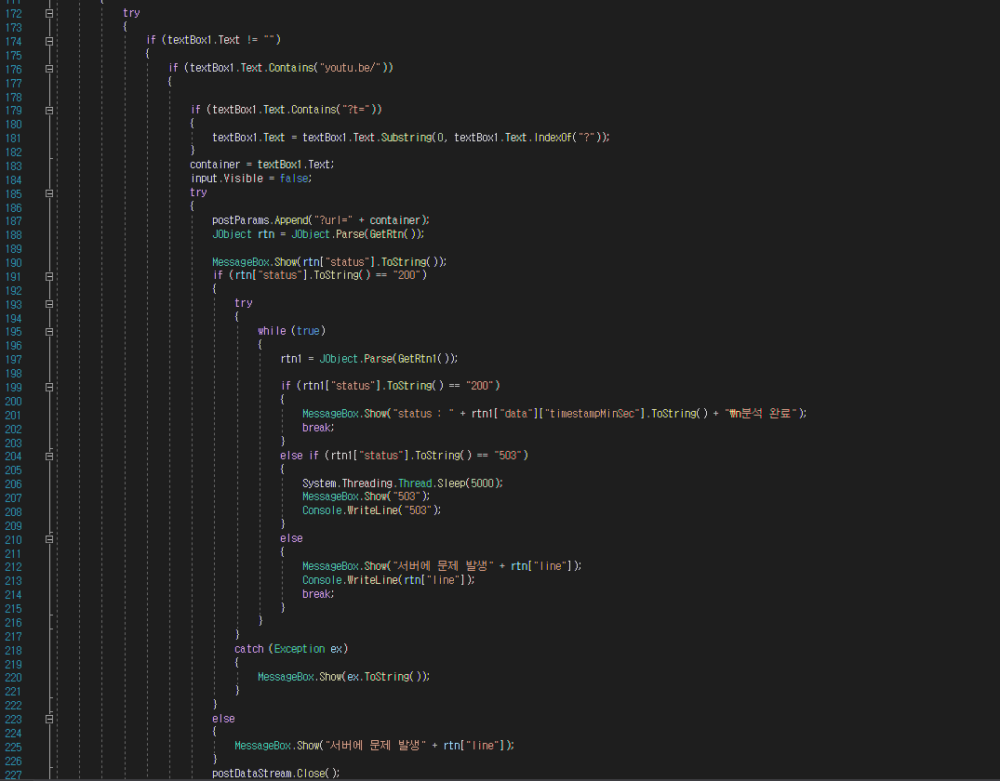 172 try
173 {
174 if (textBox1.Text != "")
175 {
176 if (textBox1.Text.Contains("youtu.be/"))
177 {
178
179 if (textBox1.Text.Contains("?t="))
180 {
181 textBox1.Text = textBox1.Text.Substring(0, textBox1.Text.IndexOf("?"));
182 }
183 container = textBox1.Text;
184 input.Visible = false;
185 try
186 {
187 postParams.Append("?url=" + container);
188 JObject rtn = JObject.Parse(GetRtn());
189
190 MessageBox.Show(rtn["status"].ToString());
191 if (rtn["status"].ToString() == "200")
192 {
193 try
194 {
195 while (true)
196 {
197 rtn1 = JObject.Parse(GetRtn1());
198
199 if (rtn1["status"].ToString() == "200")
200 {
201 MessageBox.Show("status : " + rtn1["data"]["timestampMinSec"].ToString() + "₩n분석 완료");
202 break;
203 }
204 else if (rtn1["status"].ToString() == "503")
205 {
206 System.Threading.Thread.Sleep(5000);
207 MessageBox.Show("503");
208 Console.WriteLine("503");
209 }
210 else
211 {
212 MessageBox.Show("서버에 문제 발생" + rtn["line"]);
213 Console.WriteLine(rtn["line"]);
214 break;
215 }
216 }
217 }
218 catch (Exception ex)
219 {
220 MessageBox.Show(ex.ToString());
221 }
222 }
223 else
224 {
225 MessageBox.Show("서버에 문제 발생" + rtn["line"]);
226 }
227 postDataStream.Close();